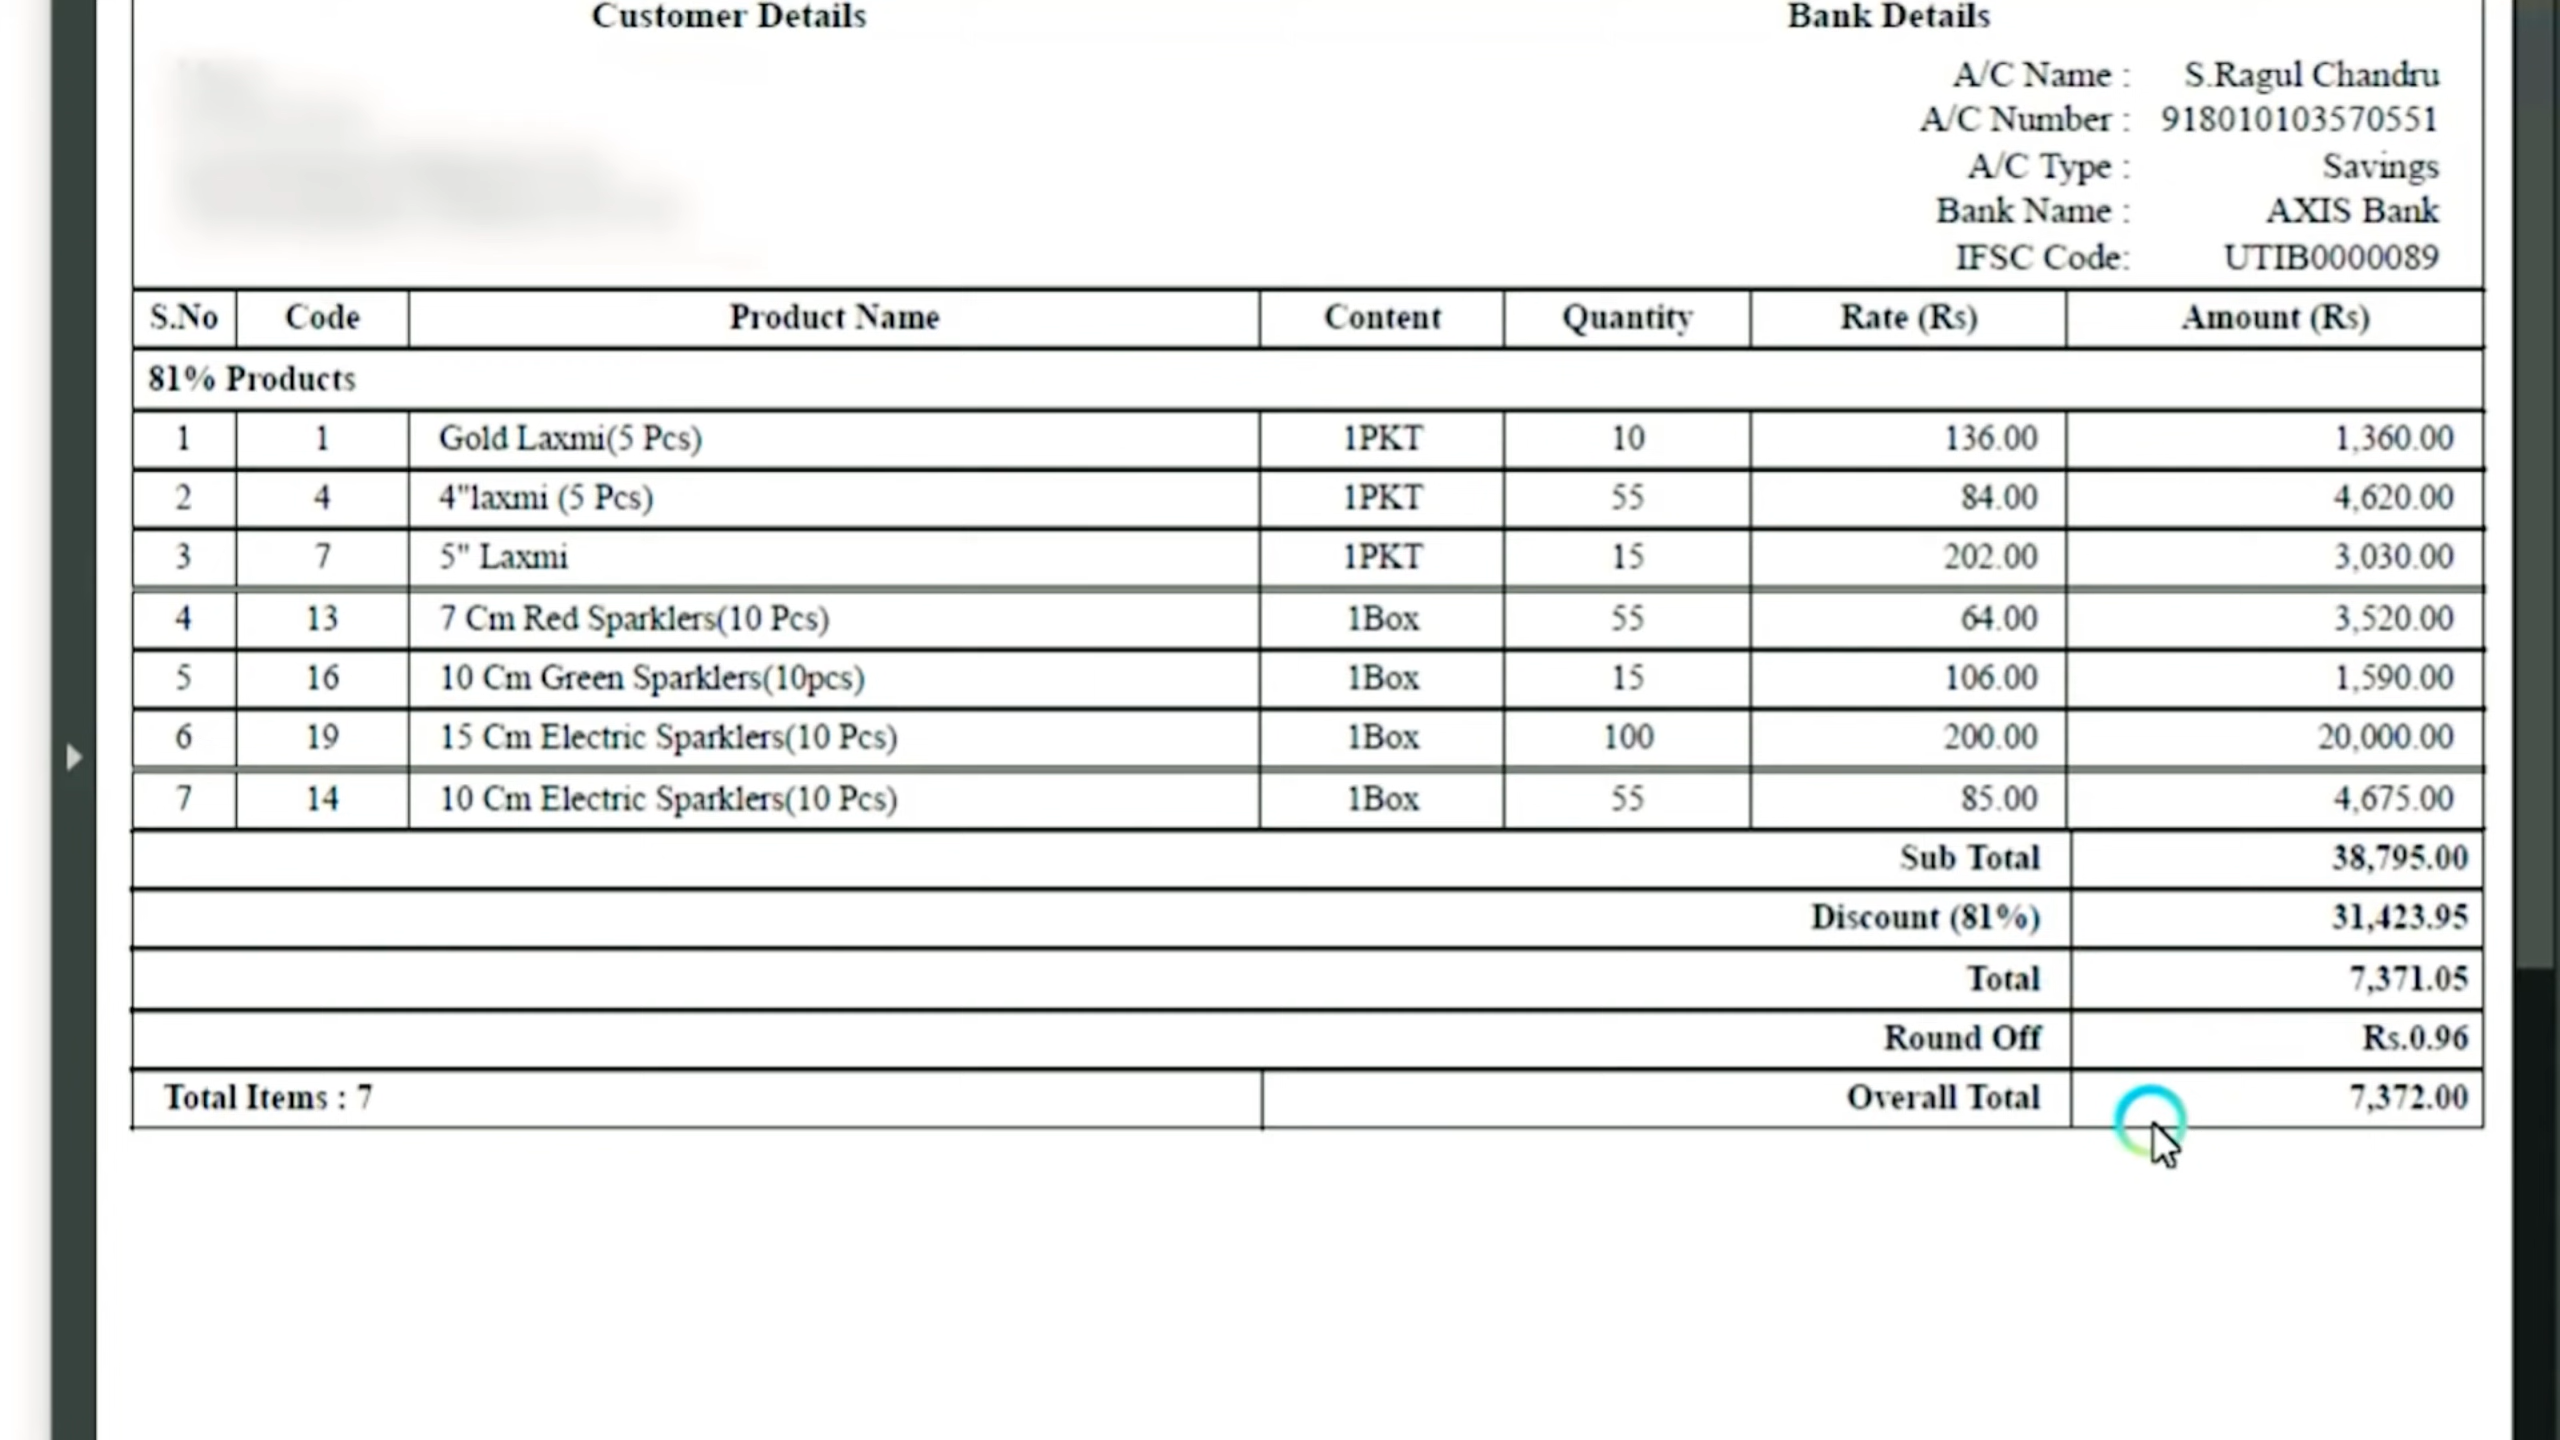 Customer Details
Bank Details
A/C Name : S.Ragul Chandru
A/C Number : 918010103570551
A/C Type : Savings
Bank Name : AXIS Bank
IFSC Code: UTIB0000089
S.No Code Product Name Content Quantity Rate (Rs) Amount (Rs)
81% Products
1 1 Gold Laxmi(5 Pcs) 1PKT 10 136.00 1,360.00
2 4 4"laxmi (5 Pcs) 1PKT 55 84.00 4,620.00
3 7 5" Laxmi 1PKT 15 202.00 3,030.00
4 13 7 Cm Red Sparklers(10 Pcs) 1Box 55 64.00 3,520.00
5 16 10 Cm Green Sparklers(10pcs) 1Box 15 106.00 1,590.00
6 19 15 Cm Electric Sparklers(10 Pcs) 1Box 100 200.00 20,000.00
7 14 10 Cm Electric Sparklers(10 Pcs) 1Box 55 85.00 4,675.00
Sub Total 38,795.00
Discount (81%) 31,423.95
Total 7,371.05
Round Off Rs.0.96
Total Items : 7 Overall Total 7,372.00